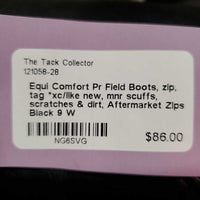 The Tack Collector
121058-28
Equi Comfort Pr Field Boots, zip,
tag *xc/like new, mnr scuffs,
scratches & dirt, Aftermarket Zips
Black 9 W
$86.00
NG6SVG